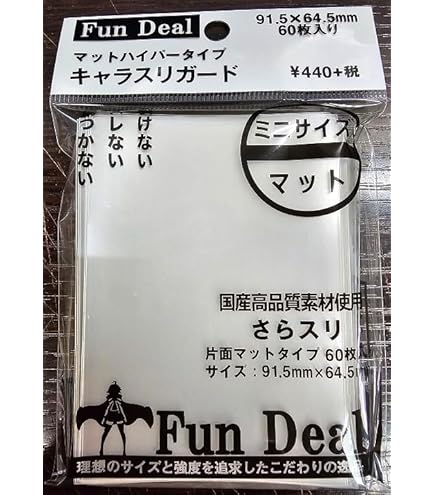 Fun Deal
91.5×64.5mm
60枚入り
マットハイパータイプ
キャラスリガード
¥440+税
けない
しない
つかない
ミニサイズ
マット
国産高品質素材使用
さらスリ
片面マットタイプ 60枚
サイズ：91.5mm×64.5m
Fun Deal
理想のサイズと強度を追求したこだわりの逸